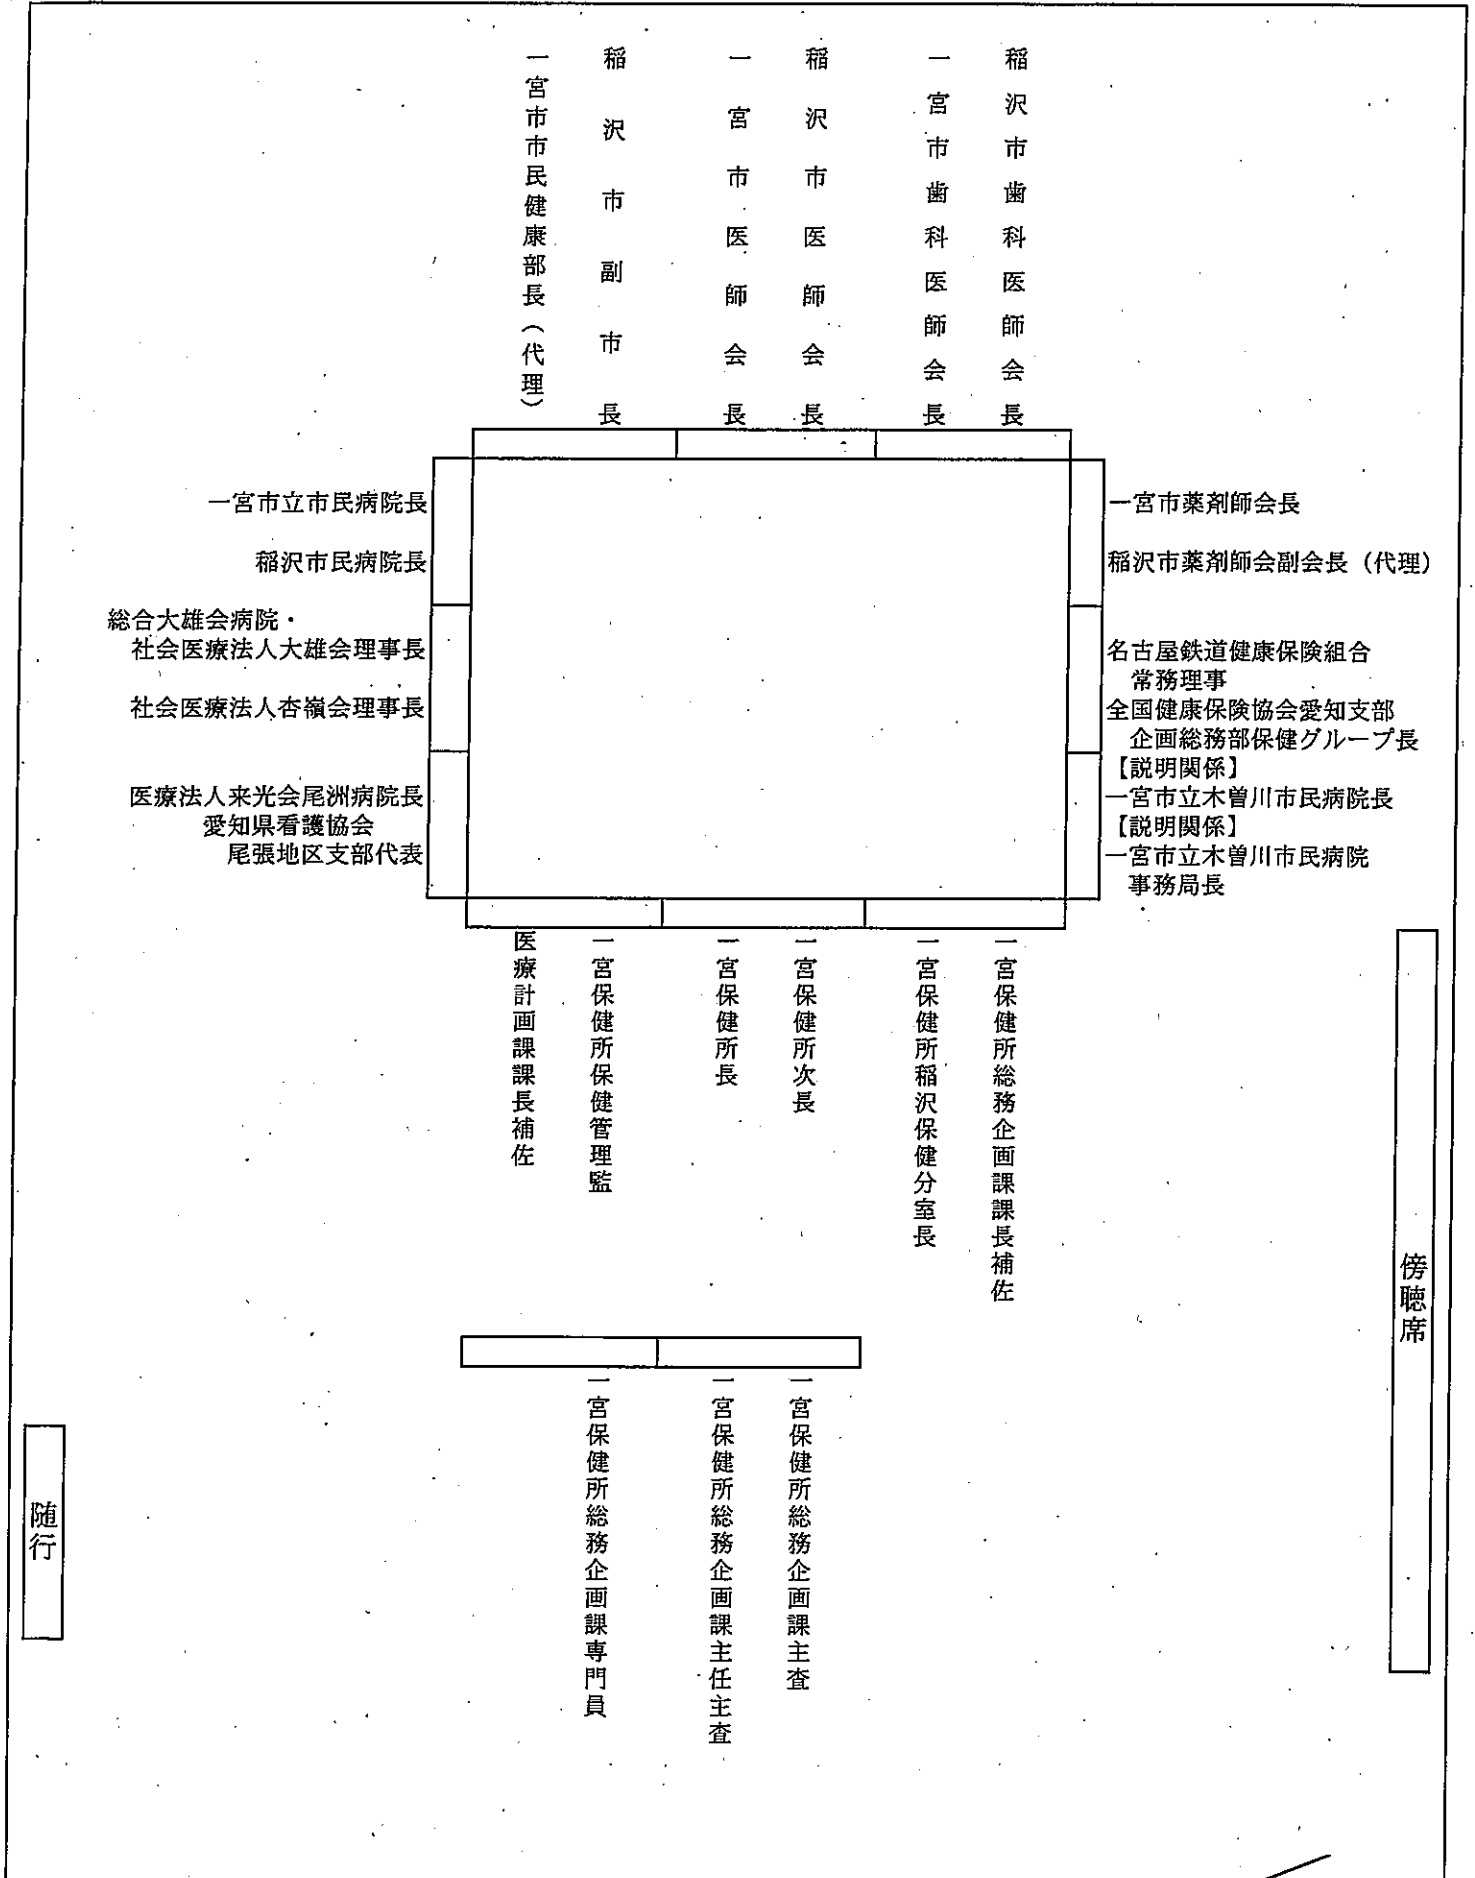 稲沢市歯科医師会長
一宮市歯科医師会長
稲沢市医師会長
一宮市医師会長
稲沢市副市長
一宮市市民健康部長（代理）
一宮市立市民病院長
稲沢市民病院長
総合大雄会病院・
社会医療法人大雄会理事長
社会医療法人杏嶺会理事長
医療法人来光会尾洲病院長
愛知県看護協会
尾張地区支部代表
一宮市薬剤師会長
稲沢市薬剤師会副会長（代理）
名古屋鉄道健康保険組合
常務理事
全国健康保険協会愛知支部
企画総務部保健グループ長
【説明関係】
一宮市立木曽川市民病院長
【説明関係】
一宮市立木曽川市民病院
事務局長
一宮保健所総務企画課課長補佐
一宮保健所稲沢保健分室長
一宮保健所次長
一宮保健所長
一宮保健所保健管理監
医療計画課課長補佐
傍聴席
一宮保健所総務企画課主査
一宮保健所総務企画課主任主査
一宮保健所総務企画課専門員
随行